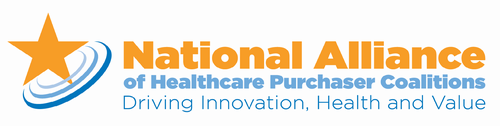 National Alliance
of Healthcare Purchaser Coalitions
Driving Innovation, Health and Value